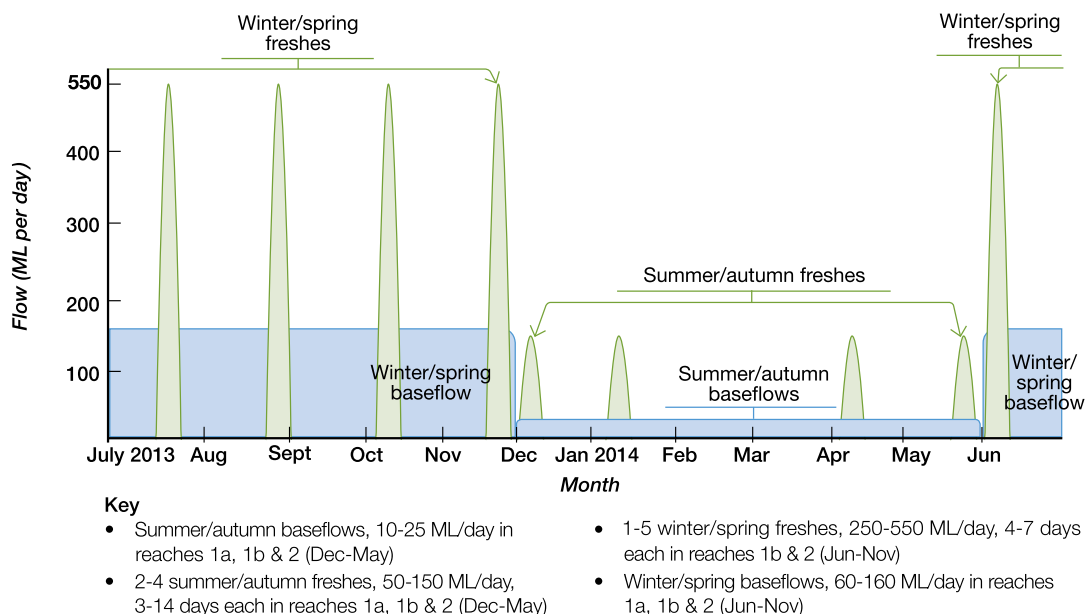 Winter/spring
freshes
Winter/spring
freshes
550
400
300
200
100
Flow (ML per day)
Summer/autumn freshes
Winter/spring
baseflow
Summer/autumn
baseflows
Winter/
spring
baseflow
July 2013 Aug Sept Oct Nov Dec Jan 2014 Feb Mar Apr May Jun
Month
Key
• Summer/autumn baseflows, 10-25 ML/day in
reaches 1a, 1b & 2 (Dec-May)
• 2-4 summer/autumn freshes, 50-150 ML/day,
3-14 days each in reaches 1a, 1b & 2 (Dec-May)
• 1-5 winter/spring freshes, 250-550 ML/day, 4-7 days
each in reaches 1b & 2 (Jun-Nov)
• Winter/spring baseflows, 60-160 ML/day in reaches
1a, 1b & 2 (Jun-Nov)